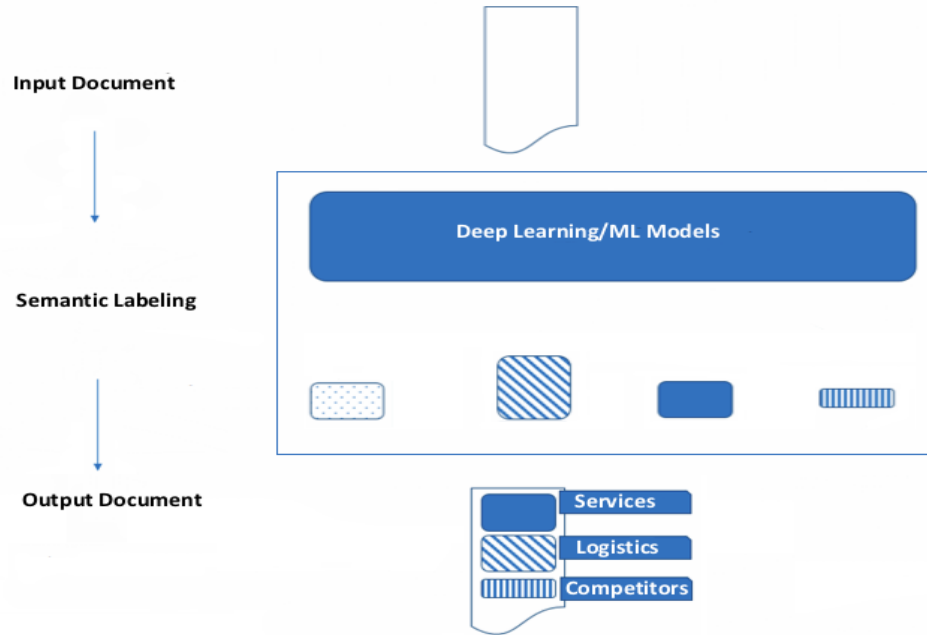 Input Document
Deep Learning/ML Models
Semantic Labeling
Output Document
Services
Logistics
Competitors